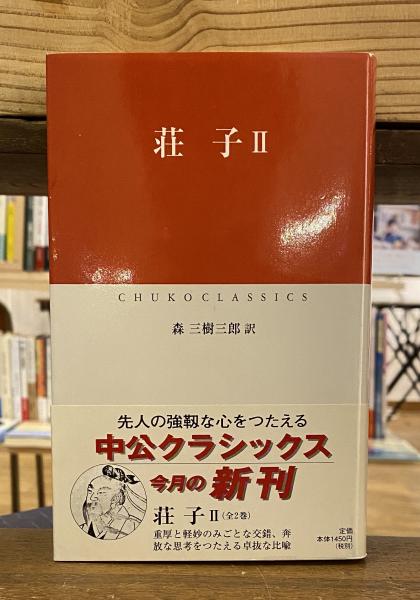 荘 子 II
CHUKO CLASSICS
森 三樹三郎 訳
先人の強靱な心をつたえる
中公クラシックス
今月の 新刊
荘 子 II (全2巻)
重厚と軽妙のみごとな交錯、奔
放な思考をつたえる卓抜な比喩
定価
本体1450円
(税別)